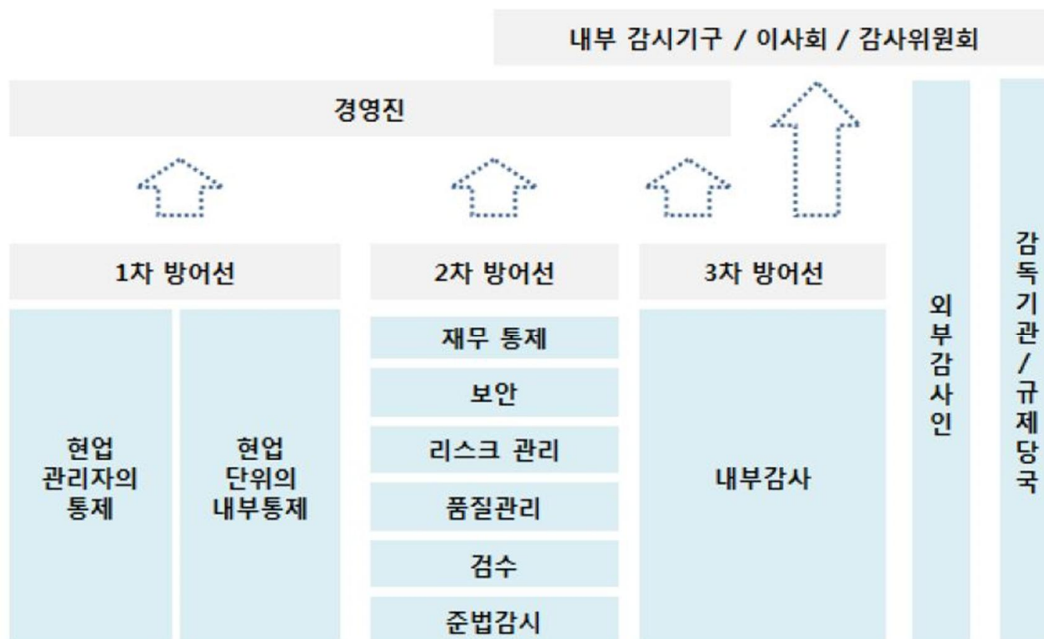 내부 감시기구 / 이사회 / 감사위원회
경영진
1차 방어선
2차 방어선
3차 방어선
현업
관리자의
통제
현업
단위의
내부통제
재무 통제
보안
리스크 관리
품질관리
검수
준법감시
내부감사
외부감사인
감독기관/규제당국